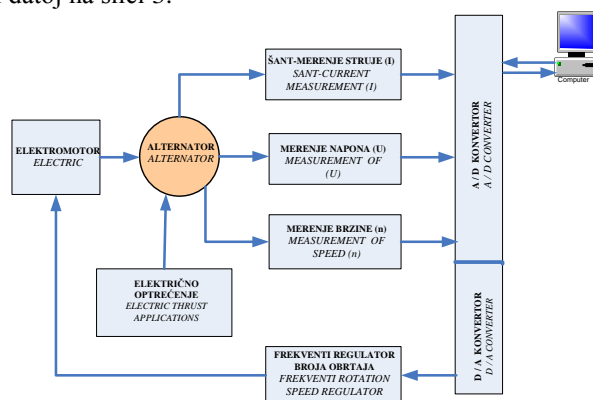 datoj na slici 3.
ŠANT-MERENJE STRUJE (I)
SANT-CURRENT
MEASUREMENT (I)
Computer
ELEKTROMOTOR
ELECTRIC
ALTERNATOR
ALTERNATOR
MERENJE NAPONA (U)
MEASUREMENT OF
(U)
A / D KONVERTOR
A / D CONVERTER
MERENJE BRZINE (n)
MEASUREMENT OF
SPEED (n)
ELEKTRIČNO
OPTREĆENJE
ELECTRIC THRUST
APPLICATIONS
FREKVENTI REGULATOR
BROJA OBRTAJA
FREKVENTI ROTATION
SPEED REGULATOR
D / A KONVERTOR
D / A CONVERTER